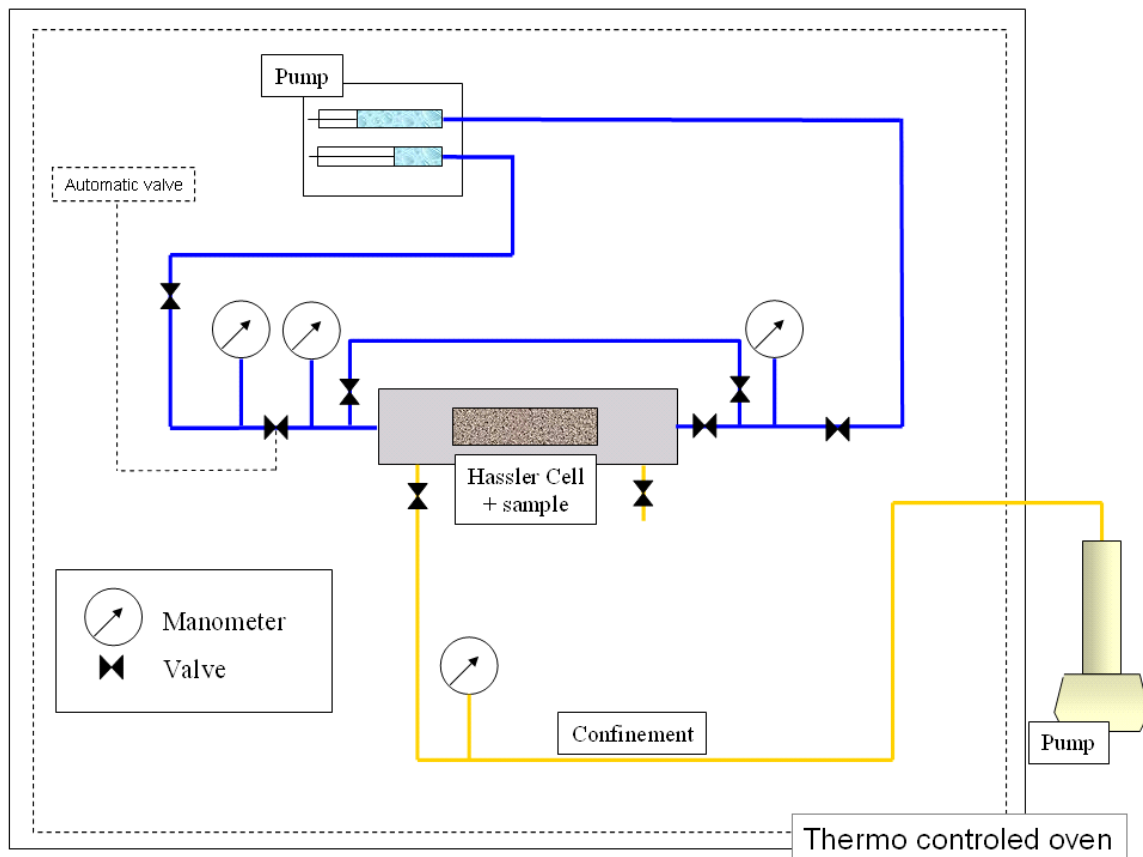 Pump
Automatic valve
Hassler Cell
+ sample
Manometer
Valve
Confinement
Pump
Thermo controled oven